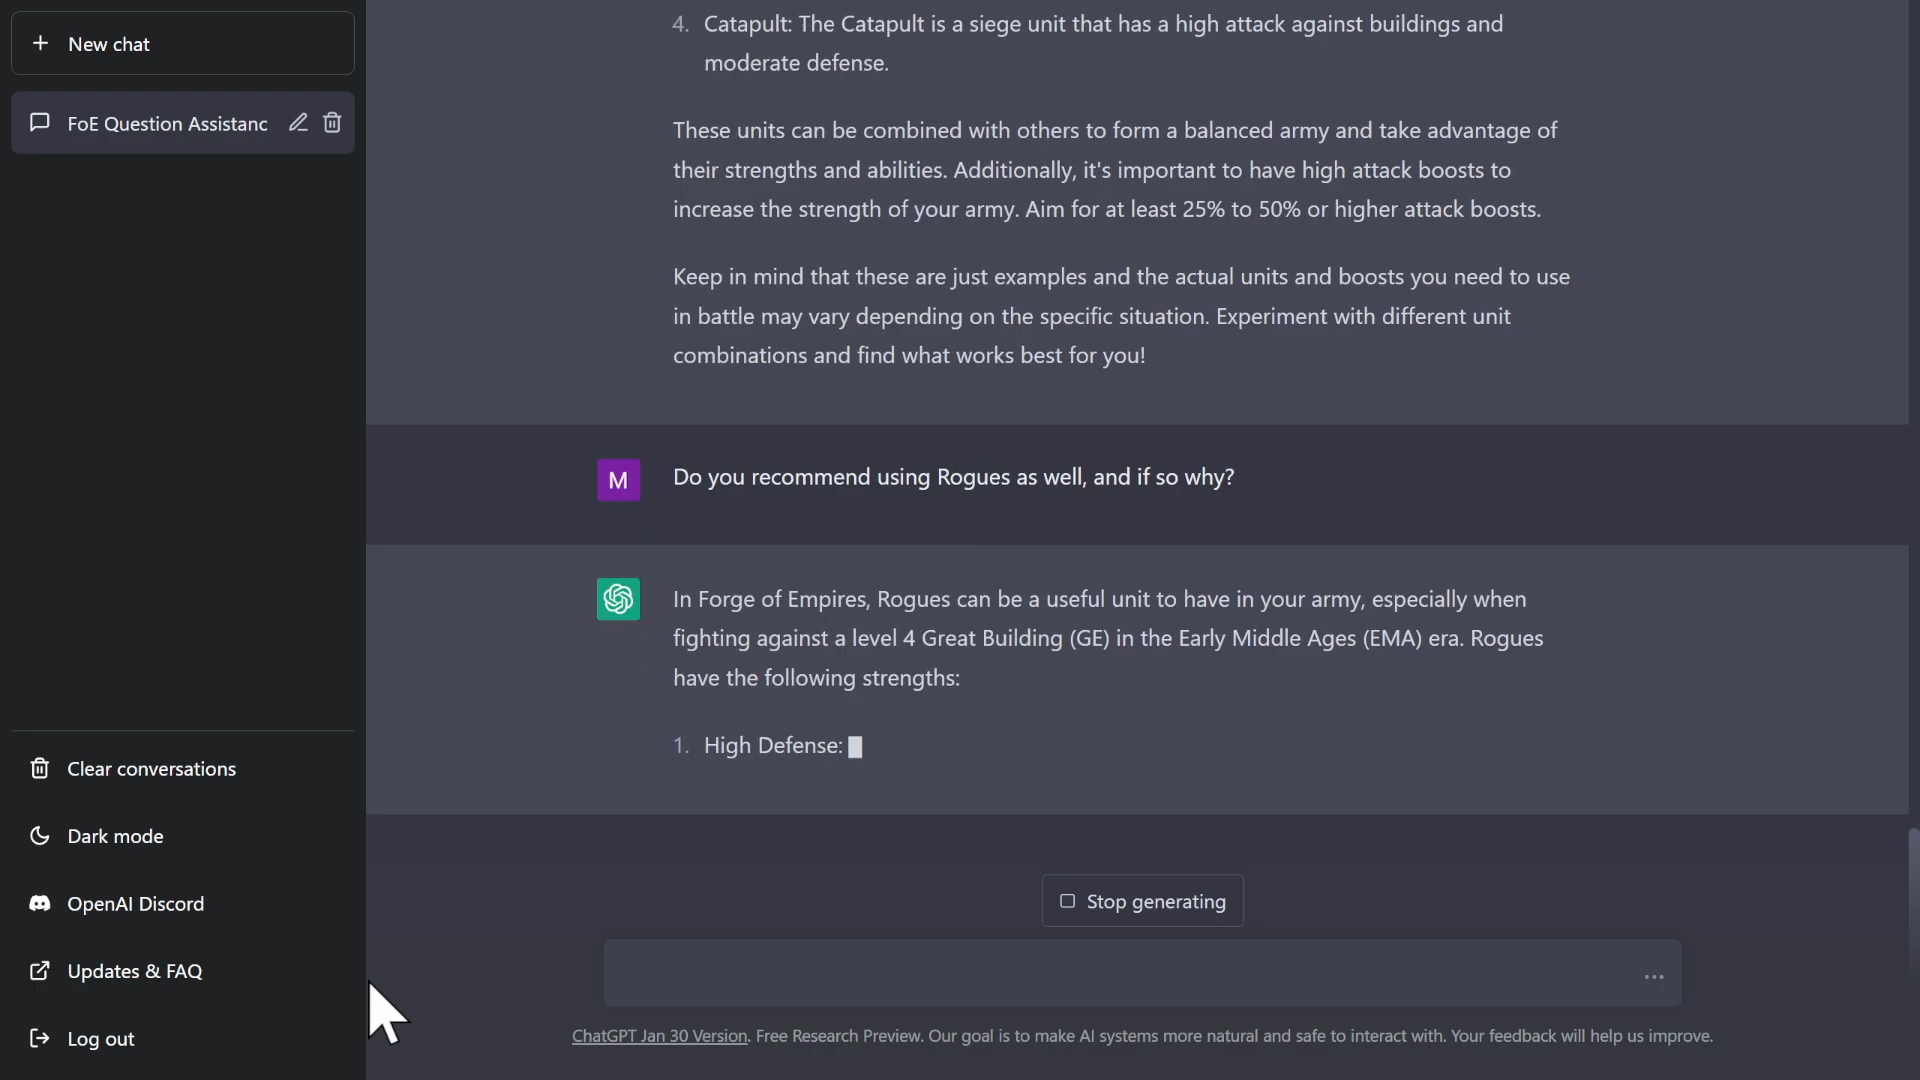 New chat
FoE Question Assistanc
Clear conversations
Dark mode
OpenAI Discord
Updates & FAQ
Log out
4. Catapult: The Catapult is a siege unit that has a high attack against buildings and
moderate defense.
These units can be combined with others to form a balanced army and take advantage of
their strengths and abilities. Additionally, it's important to have high attack boosts to
increase the strength of your army. Aim for at least 25% to 50% or higher attack boosts.
Keep in mind that these are just examples and the actual units and boosts you need to use
in battle may vary depending on the specific situation. Experiment with different unit
combinations and find what works best for you!
M
Do you recommend using Rogues as well, and if so why?
In Forge of Empires, Rogues can be a useful unit to have in your army, especially when
fighting against a level 4 Great Building (GE) in the Early Middle Ages (EMA) era. Rogues
have the following strengths:
1. High Defense:
Stop generating
ChatGPT Jan 30 Version. Free Research Preview. Our goal is to make AI systems more natural and safe to interact with. Your feedback will help us improve.